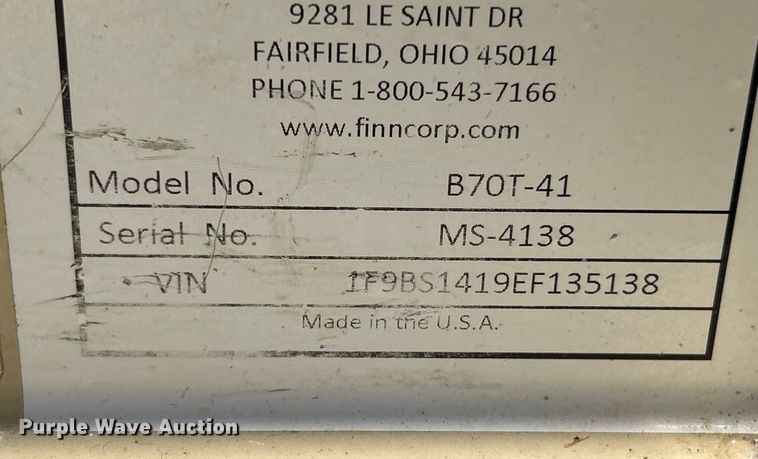 9281 LE SAINT DR
FAIRFIELD, OHIO 45014
PHONE 1-800-543-7166
www.finncorp.com
Model No. B70T-41
Serial No. MS-4138
VIN 1F9BS1419EF135138
Made in the U.S.A.
Purple Wave Auction